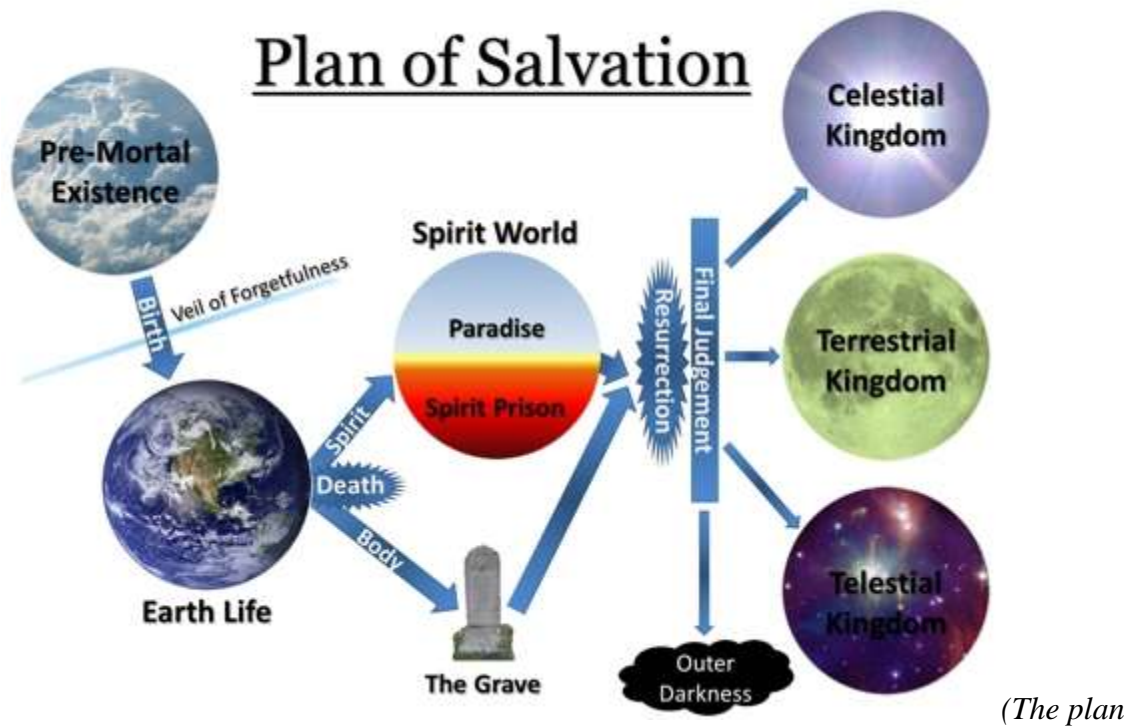 Plan of Salvation
Pre-Mortal
Existence
Birth
Veil of Forgetfulness
Earth Life
Spirit
Death
Body
Spirit World
Paradise
Spirit Prison
The Grave
Resurrection
Final Judgement
Celestial
Kingdom
Terrestrial
Kingdom
Telestial
Kingdom
Outer
Darkness
(The plan